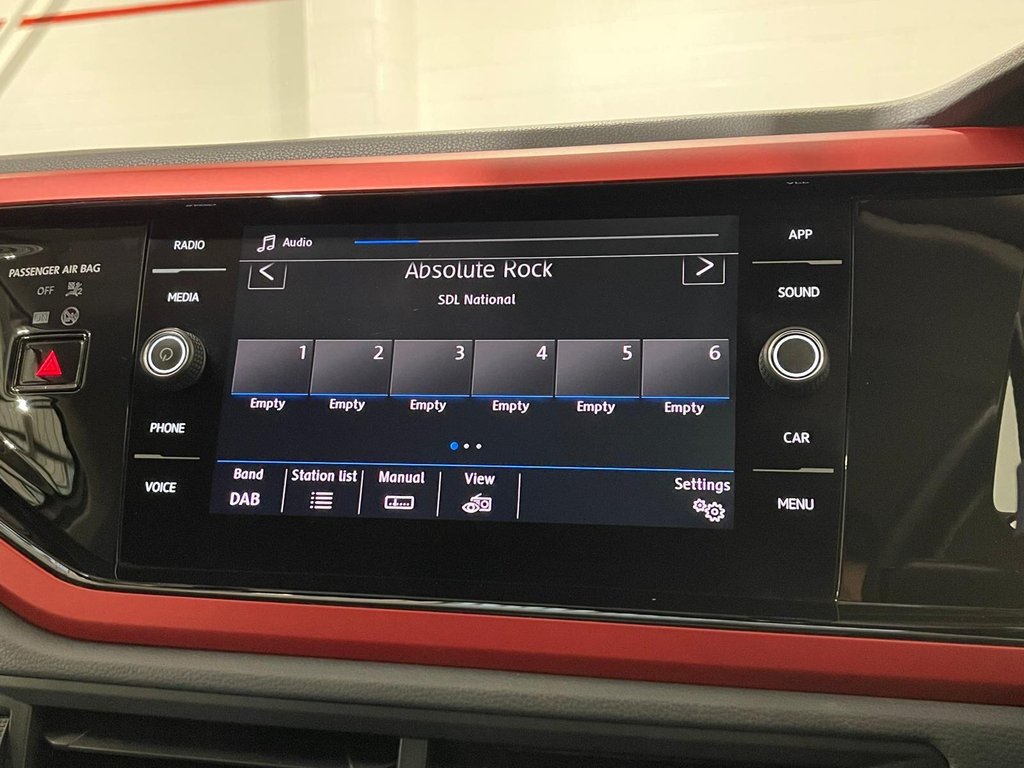 RADIO
MEDIA
PHONE
VOICE
PASSENGER AIR BAG
OFF
Audio
Absolute Rock
SDL National
1 2 3 4 5 6
Empty Empty Empty Empty Empty Empty
Band Station list Manual View Settings
DAB
APP
SOUND
CAR
MENU